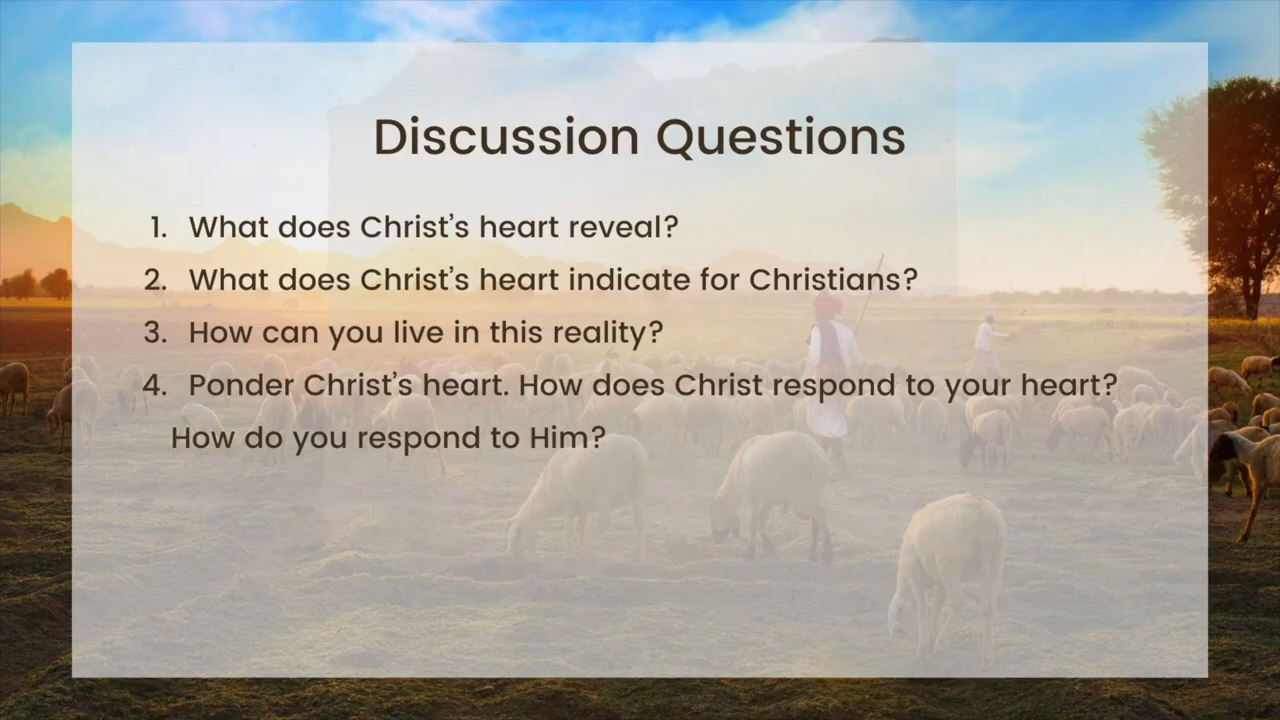 Discussion Questions
1. What does Christ's heart reveal?
2. What does Christ's heart indicate for Christians?
3. How can you live in this reality?
4. Ponder Christ's heart. How does Christ respond to your heart?
How do you respond to Him?